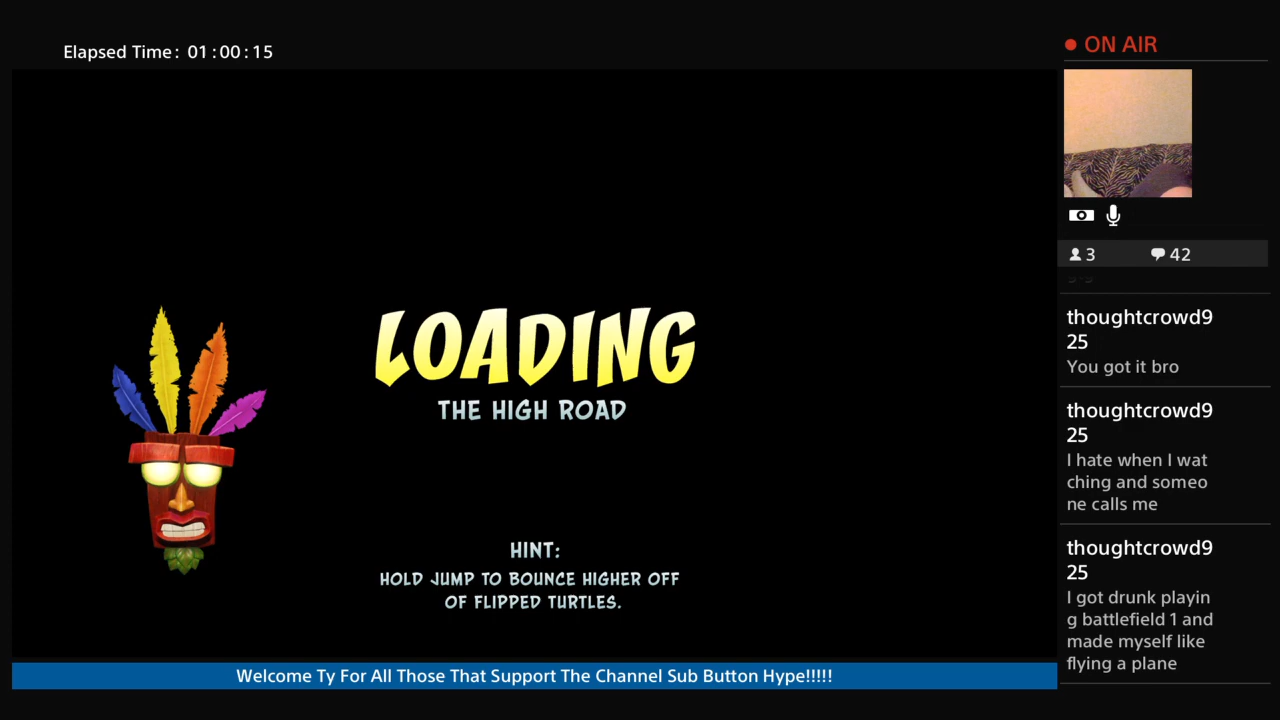 Elapsed Time: 01:00:15
ON AIR
3 42
thoughtcrowd9
25
You got it bro
thoughtcrowd9
25
I hate when I wat
ching and someo
ne calls me
thoughtcrowd9
25
I got drunk playin
g battlefield 1 and
made myself like
flying a plane
LOADING
THE HIGH ROAD
HINT:
HOLD JUMP TO BOUNCE HIGHER OFF
OF FLIPPED TURTLES.
Welcome Ty For All Those That Support The Channel Sub Button Hype!!!!!